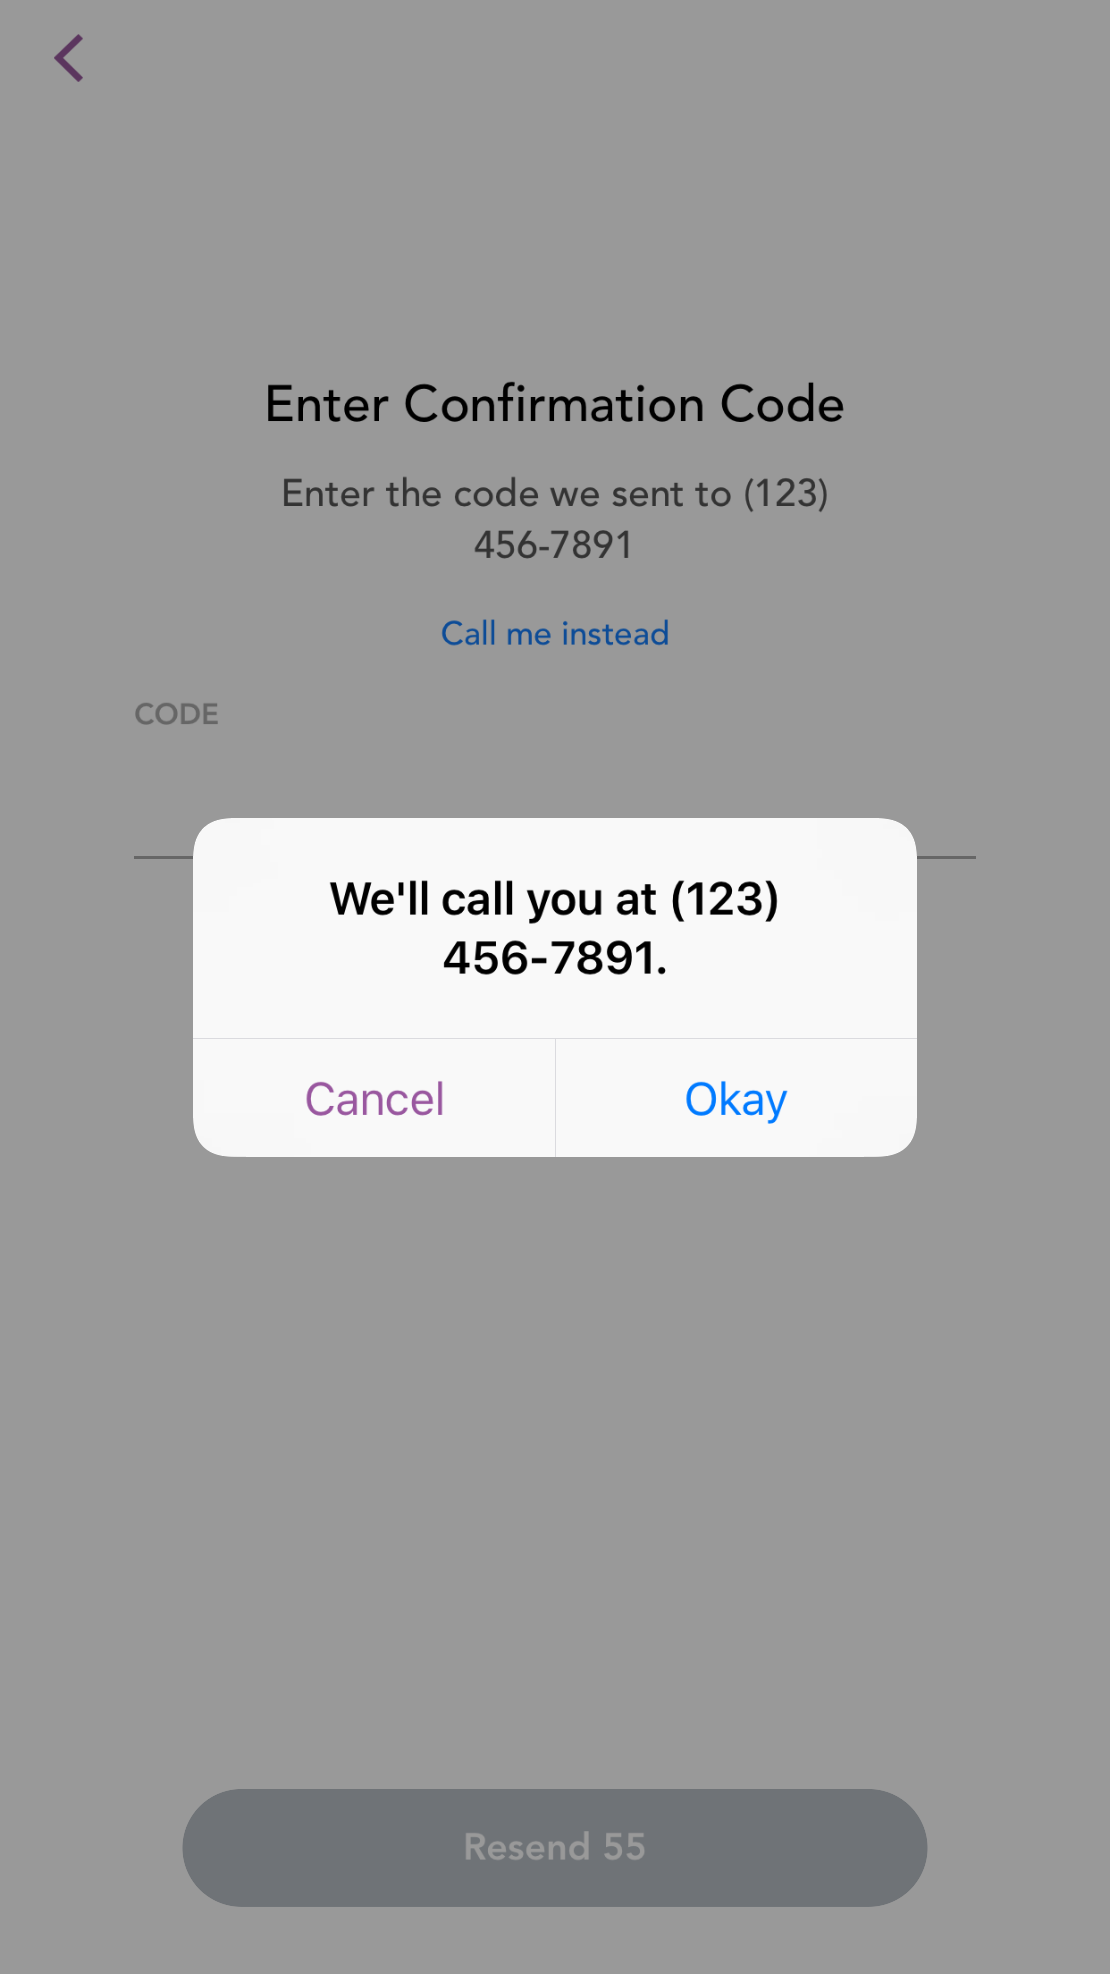 Enter Confirmation Code
Enter the code we sent to (123)
456-7891
Call me instead
CODE
We'll call you at (123)
456-7891.
Cancel
Okay
Resend 55